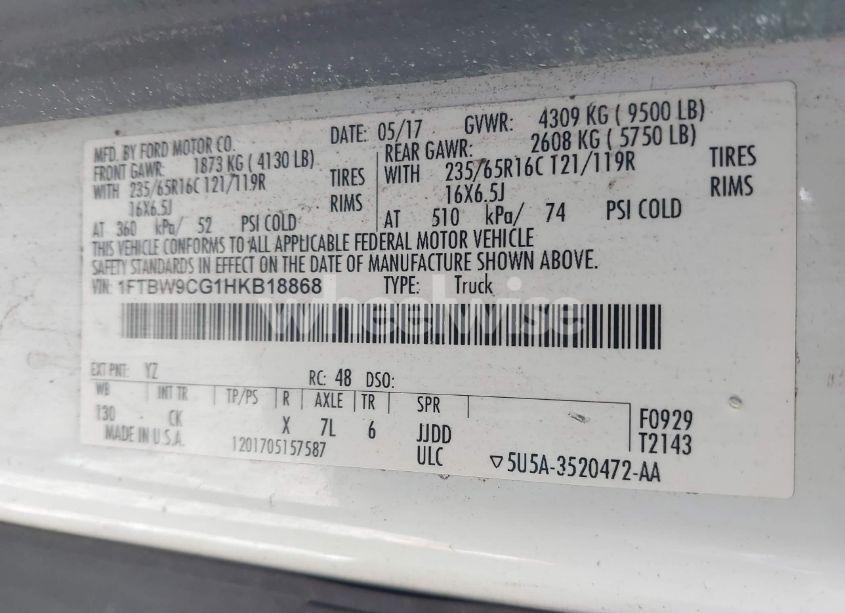 MFD. BY FORD MOTOR CO. DATE: 05/17 GVWR: 4309 KG ( 9500 LB)
FRONT GAWR: 1873 KG ( 4130 LB) REAR GAWR: 2608 KG ( 5750 LB)
WITH 235/65R16C 121/119R TIRES WITH 235/65R16C 121/119R TIRES
16X6.5J RIMS 16X6.5J RIMS
AT 360 kPa/ 52 PSI COLD AT 510 kPa/ 74 PSI COLD
THIS VEHICLE CONFORMS TO ALL APPLICABLE FEDERAL MOTOR VEHICLE
SAFETY STANDARDS IN EFFECT ON THE DATE OF MANUFACTURE SHOWN ABOVE.
VIN: 1FTBW9CG1HKB18868 TYPE: Truck
wheelwise
EXT PNT: YZ RC: 48 DSO:
WB INT TR TP/PS R AXLE TR SPR
130 CK X 7L 6 JJDD F0929
MADE IN U.S.A. 1201705157587 ULC T2143
▽5U5A-3520472-AA